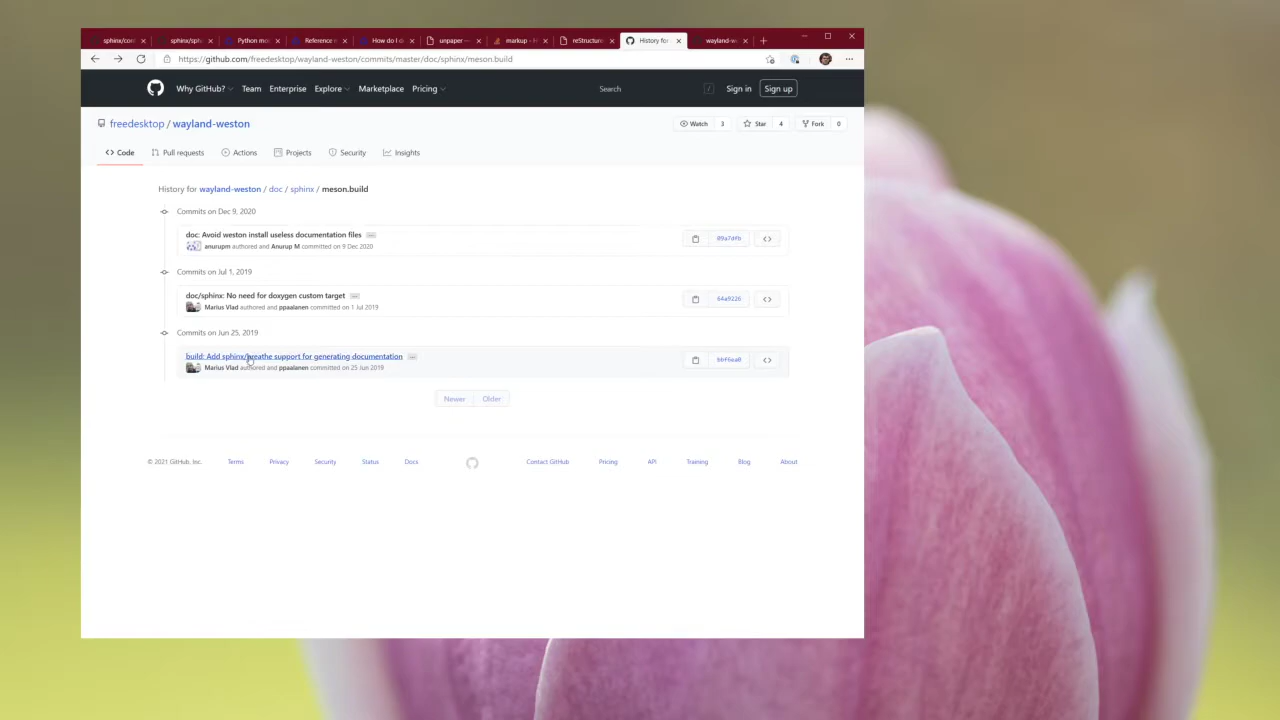 sphinx/con
sphinx/sph
Python mo
Reference m
How do I d
unpaper —
markup - H
reStructure
History for
wayland-we
https://github.com/freedesktop/wayland-weston/commits/master/doc/sphinx/meson.build
Why GitHub?
Team
Enterprise
Explore
Marketplace
Pricing
Search
/
Sign in
Sign up
freedesktop / wayland-weston
Watch 3
Star 4
Fork 0
Code
Pull requests
Actions
Projects
Security
Insights
History for wayland-weston / doc / sphinx / meson.build
Commits on Dec 9, 2020
doc: Avoid weston install useless documentation files
anurupm authored and Anurup M committed on 9 Dec 2020
Commits on Jul 1, 2019
doc/sphinx: No need for doxygen custom target
Marius Vlad authored and ppaalanen committed on 1 Jul 2019
64a9226
Commits on Jun 25, 2019
build: Add sphinx/breathe support for generating documentation
Marius Vlad authored and ppaalanen committed on 25 Jun 2019
Newer
Older
© 2021 GitHub, Inc.
Terms
Privacy
Security
Status
Docs
Contact GitHub
Pricing
API
Training
Blog
About